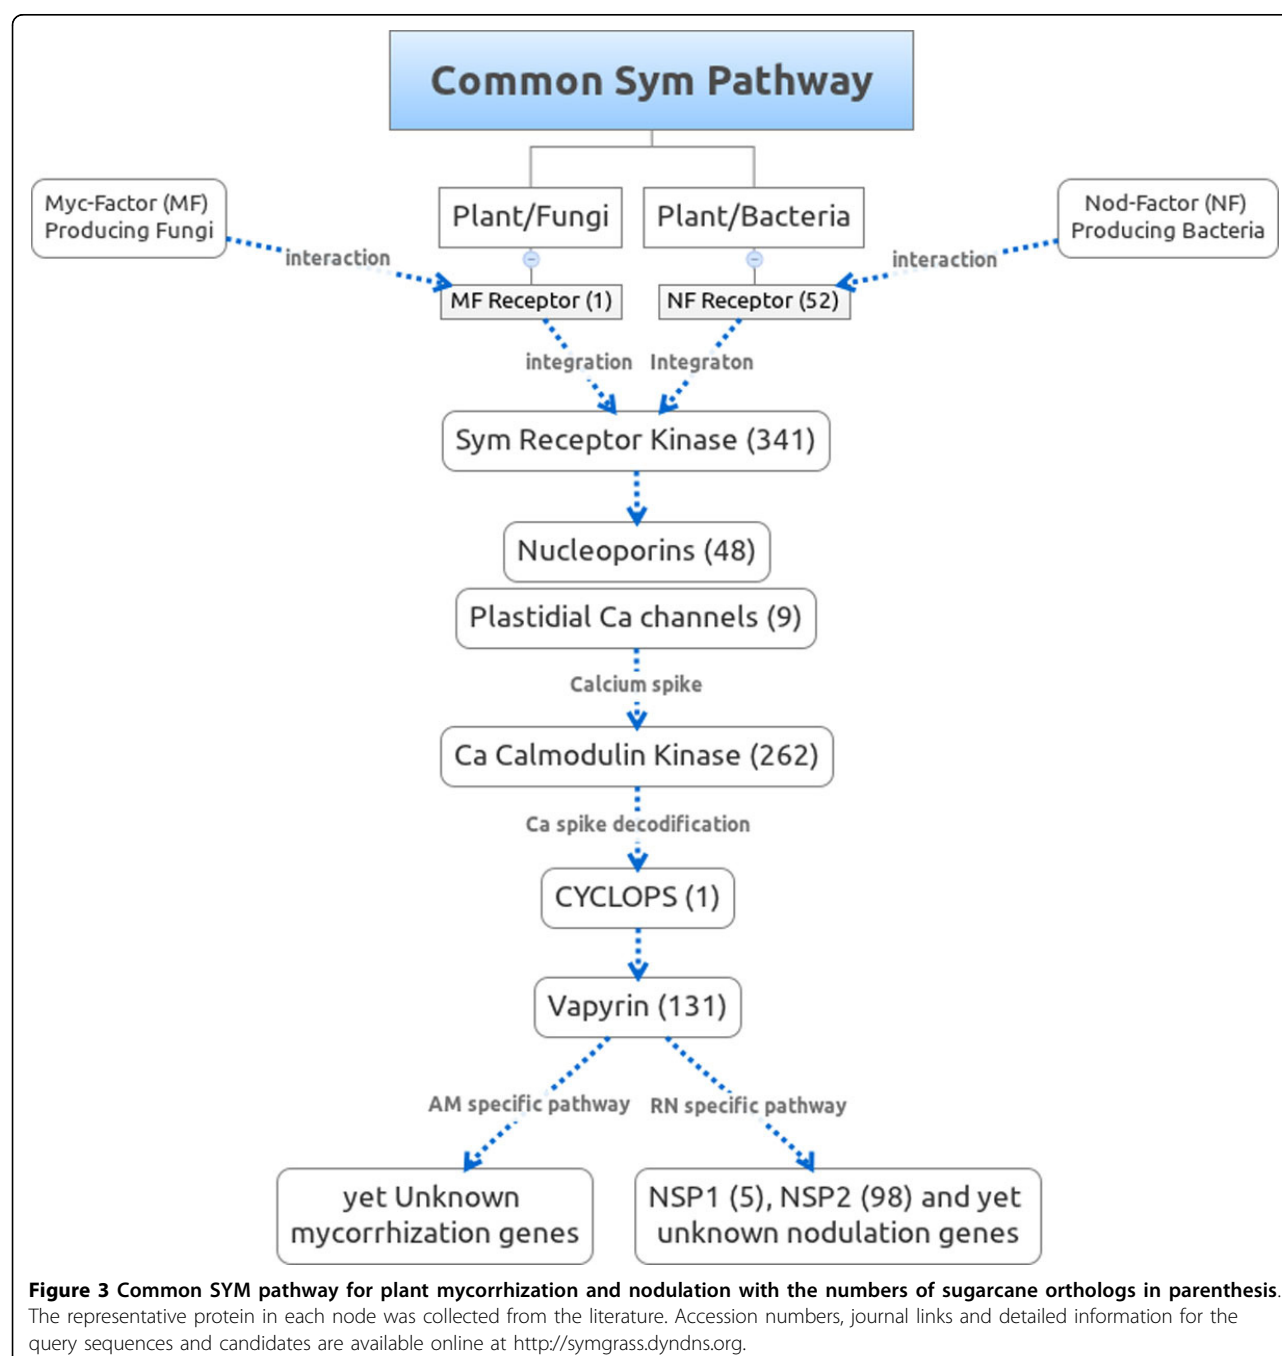 Common Sym Pathway
Plant/Fungi
Plant/Bacteria
Myc-Factor (MF)
Producing Fungi
Nod-Factor (NF)
Producing Bacteria
interaction
interaction
MF Receptor (1)
NF Receptor (52)
integration
Integraton
Sym Receptor Kinase (341)
Nucleoporins (48)
Plastidial Ca channels (9)
Calcium spike
Ca Calmodulin Kinase (262)
Ca spike decodification
CYCLOPS (1)
Vapyrin (131)
AM specific pathway
RN specific pathway
yet Unknown
mycorrhization genes
NSP1 (5), NSP2 (98) and yet
unknown nodulation genes
Figure 3 Common SYM pathway for plant mycorrhization and nodulation with the numbers of sugarcane orthologs in parenthesis.
The representative protein in each node was collected from the literature. Accession numbers, journal links and detailed information for the
query sequences and candidates are available online at http://symgrass.dyndns.org.